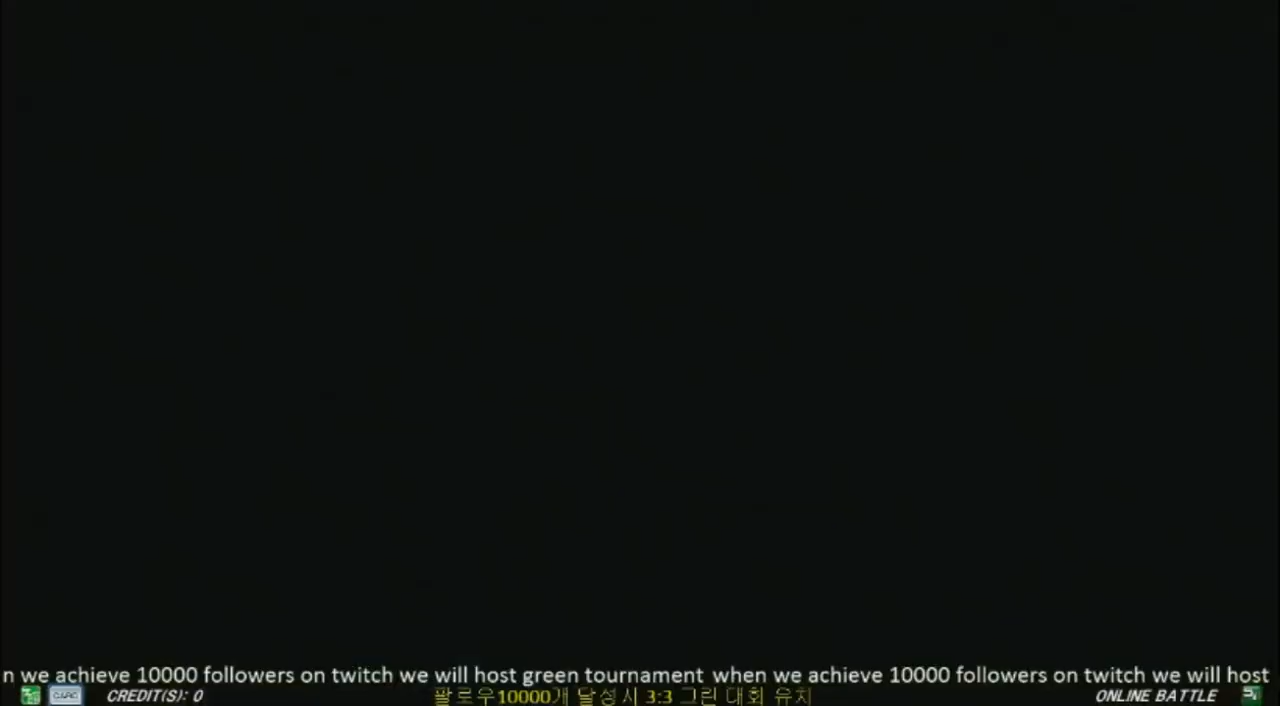 n we achieve 10000 followers on twitch we will host green tournament when we achieve 10000 followers on twitch we will host
CREDIT(S): 0 팔로우10000개 달성시 3:3 그린 대회 유치 ONLINE BATTLE